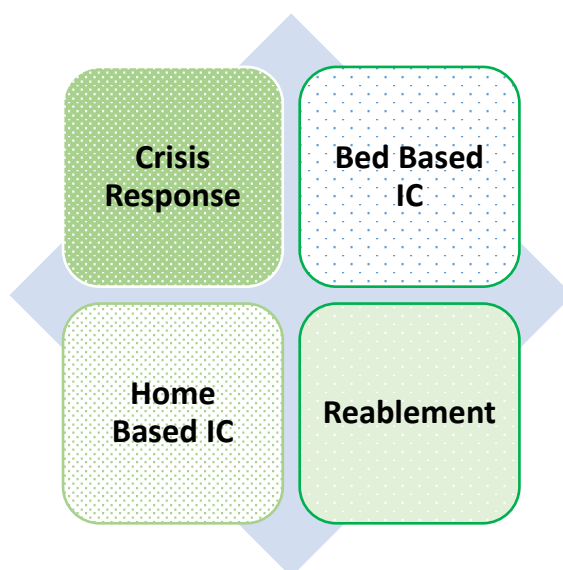 Crisis
Response
Bed Based
IC
Home
Based IC
Reablement